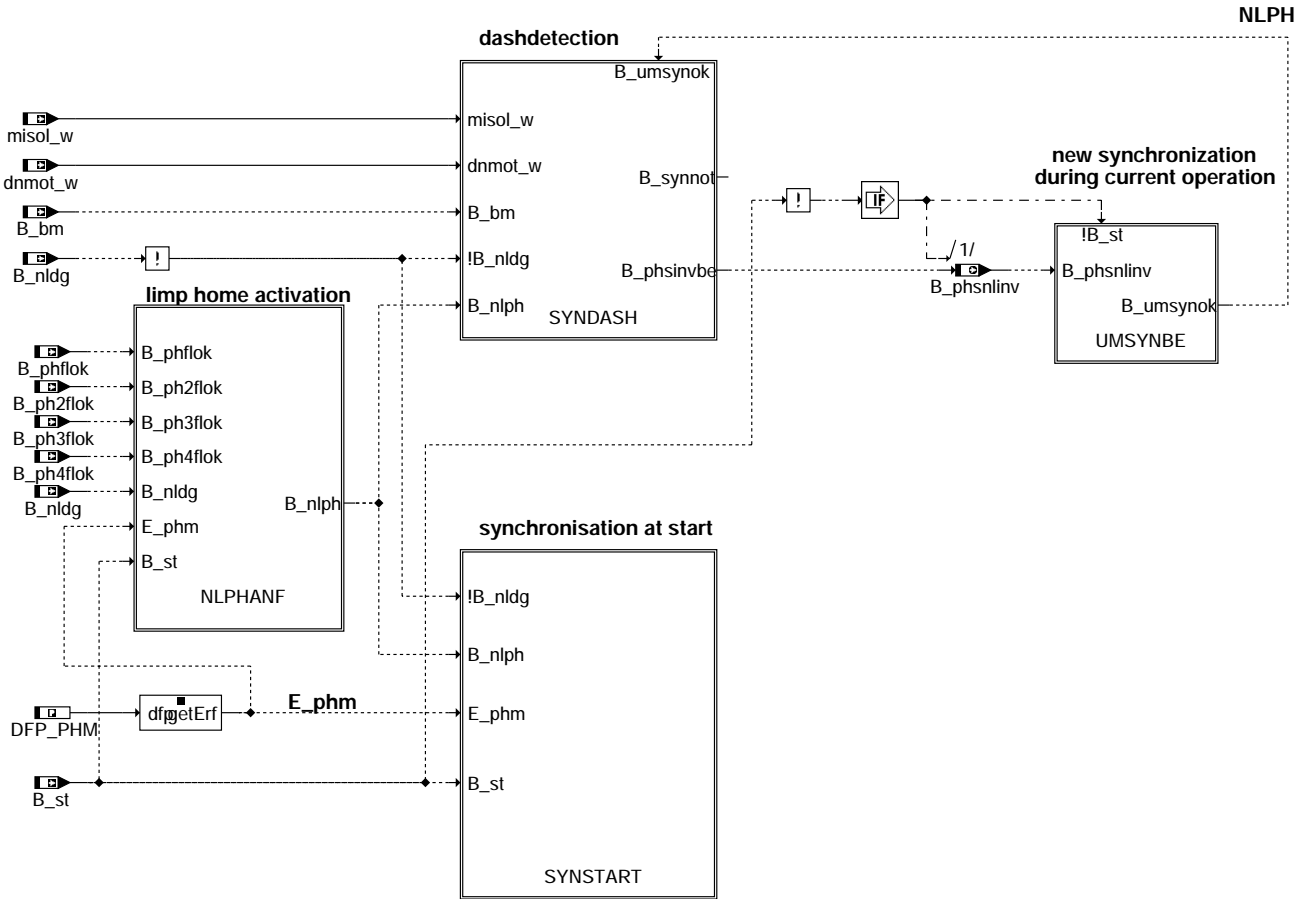 NLPH
dashdetection
B_umsynok
misol_w
misol_w
dnmot_w
dnmot_w
B_synnot
new synchronization
during current operation
B_bm
B_bm
!
IF
!B_st
!B_nldg
B_nldg
!
/1/
B_phsinvbe
B_phsnlinv
B_phsnlinv
limp home activation
B_nlph
SYNDASH
B_umsynok
UMSYNBE
B_phflok
B_phflok
B_ph2flok
B_ph2flok
B_ph3flok
B_ph3flok
B_ph4flok
B_ph4flok
B_nldg
B_nldg
B_nlph
E_phm
B_st
NLPHANF
synchronisation at start
!B_nldg
B_nlph
E_phm
E_phm
dfpgetErf
DFP_PHM
B_st
B_st
SYNSTART